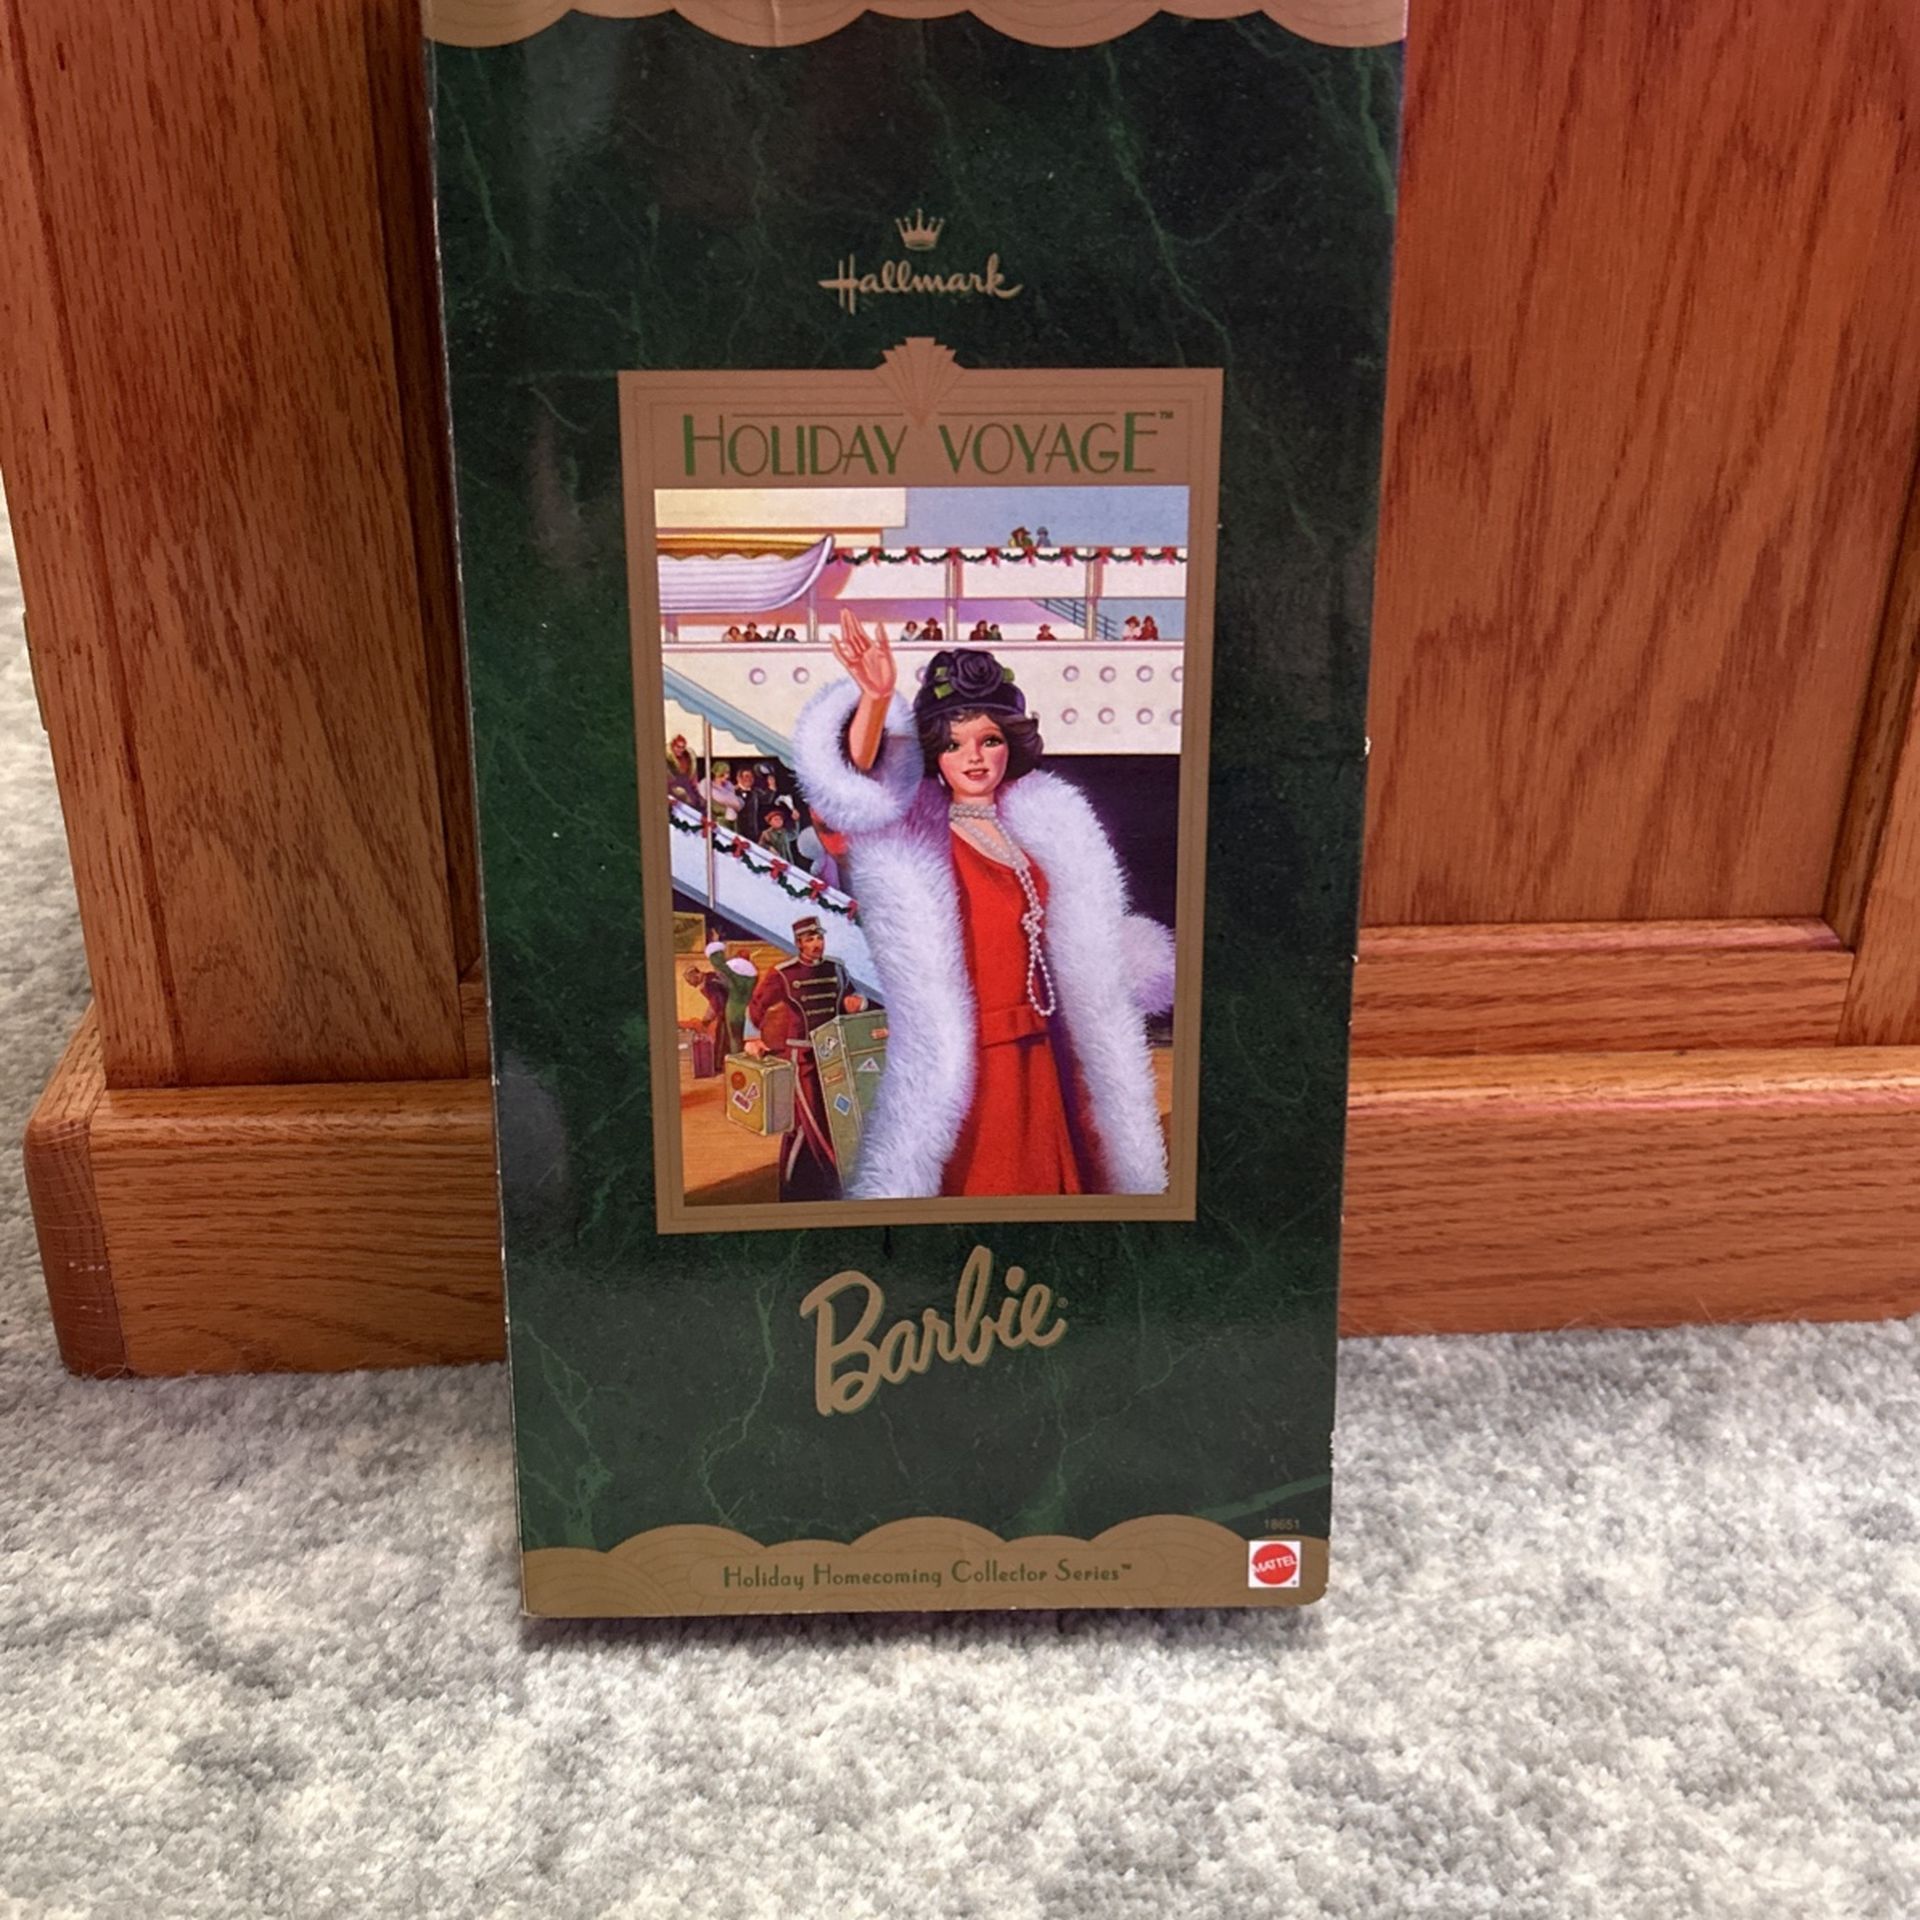 Hallmark
HOLIDAY VOYAGE™
Barbie®
18651
Holiday Homecoming Collector Series™
MATTEL®